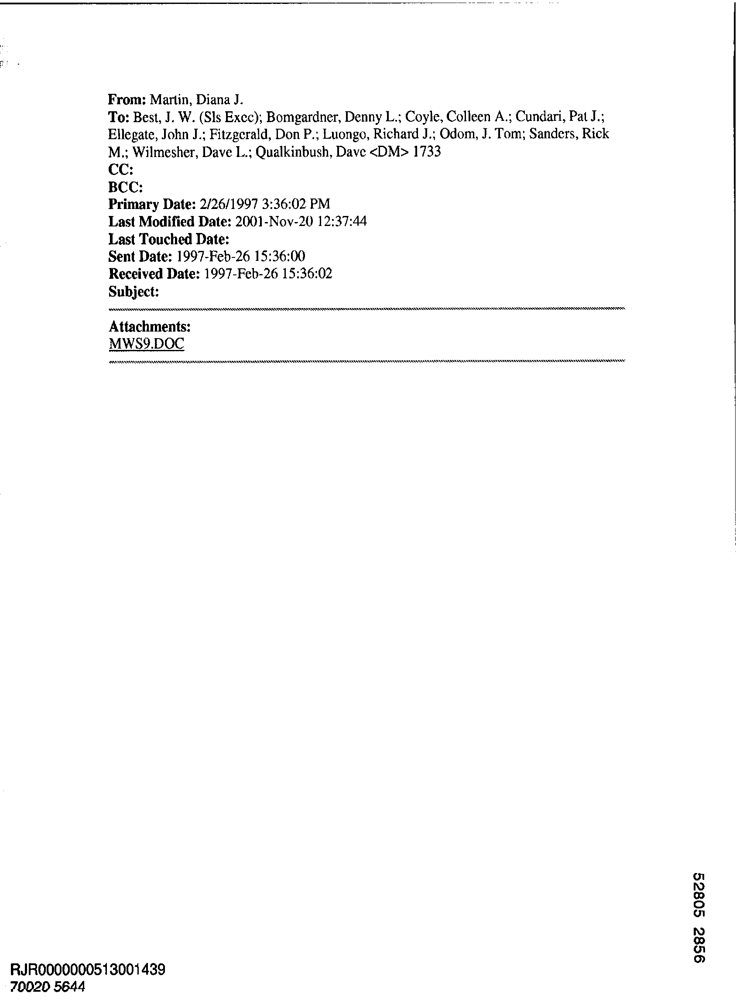 From: Martin, Diana J.
To: Best, J. W. (Sls Exec); Bomgardner, Denny L.; Coyle, Colleen A.; Cundari, Pat J.;
Ellegate, John J.; Fitzgerald, Don P.; Luongo, Richard J.; Odom, J. Tom; Sanders, Rick
M.; Wilmesher, Dave L.; Qualkinbush, Dave <DM> 1733
CC:
BCC:
Primary Date: 2/26/1997 3:36:02 PM
Last Modified Date: 2001-Nov-20 12:37:44
Last Touched Date:
Sent Date: 1997-Feb-26 15:36:00
Received Date: 1997-Feb-26 15:36:02
Subject:
Attachments:
MWS9.DOC
52805 2856
RJR0000000513001439
70020 5644